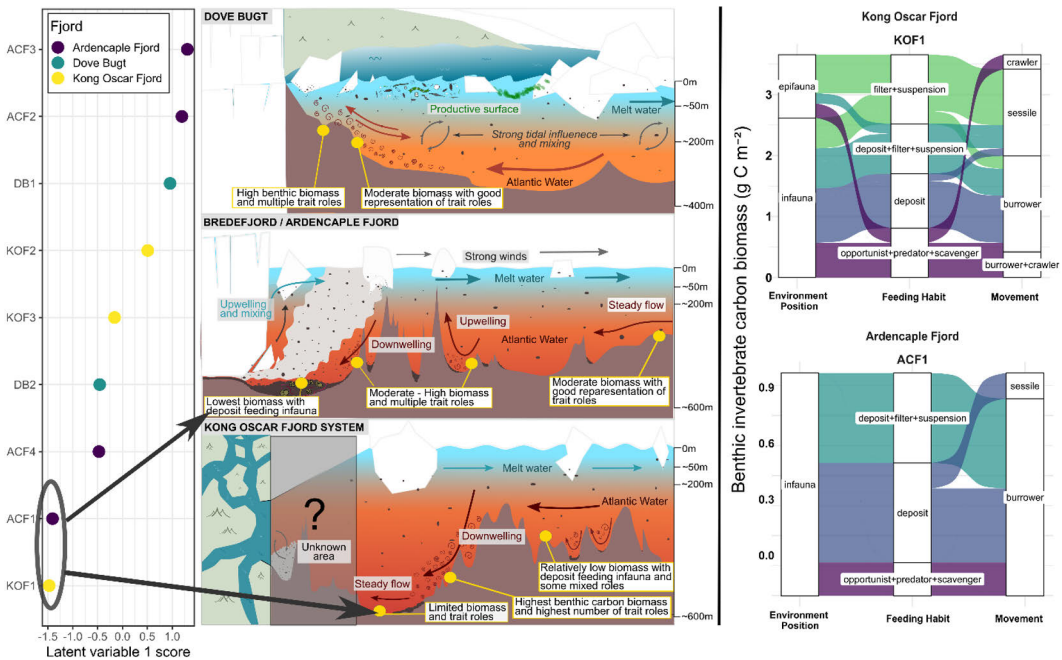 Fjord
Ardencaple Fjord
Dove Bugt
Kong Oscar Fjord
ACF3
ACF2
DB1
KOF2
KOF3
DB2
ACF4
ACF1
KOF1
-1.5
-1.0
-0.5
0.0
0.5
1.0
Latent variable 1 score
DOVE BUGT
0m
-50m
~200m
~400m
Productive surface
Melt water
Strong tidal influenece
and mixing
Atlantic Water
High benthic biomass
and multiple trait roles
Moderate biomass with good
representation of trait roles
BREDEFJORD / ARDENCAPLE FJORD
Strong winds
0m
-50m
~200m
~600m
Melt water
Upwelling
and mixing
Steady flow
Upwelling
Downwelling
Atlantic Water
Lowest biomass with
deposit feeding infauna
Moderate - High biomass
and multiple trait roles
Moderate biomass with
good reparesentation of
trait roles
KONG OSCAR FJORD SYSTEM
0m
-50m
~200m
~600m
Melt water
Atlantic Water
?
Unknown
area
Downwelling
Steady flow
Relatively low biomass with
deposit feeding infauna and
some mixed roles
Limited biomass
and trait roles
Highest benthic carbon biomass
and highest number of trait roles
Benthic invertebrate carbon biomass (g C m⁻²)
Kong Oscar Fjord
KOF1
3
2
1
0
epifauna
infauna
filter+suspension
deposit+filter+suspension
deposit
opportunist+predator+scavenger
crawler
sessile
burrower
burrower+crawler
Environment
Position
Feeding Habit
Movement
Ardencaple Fjord
ACF1
0.9
0.6
0.3
0.0
infauna
deposit+filter+suspension
deposit
opportunist+predator+scavenger
sessile
burrower
Environment
Position
Feeding Habit
Movement